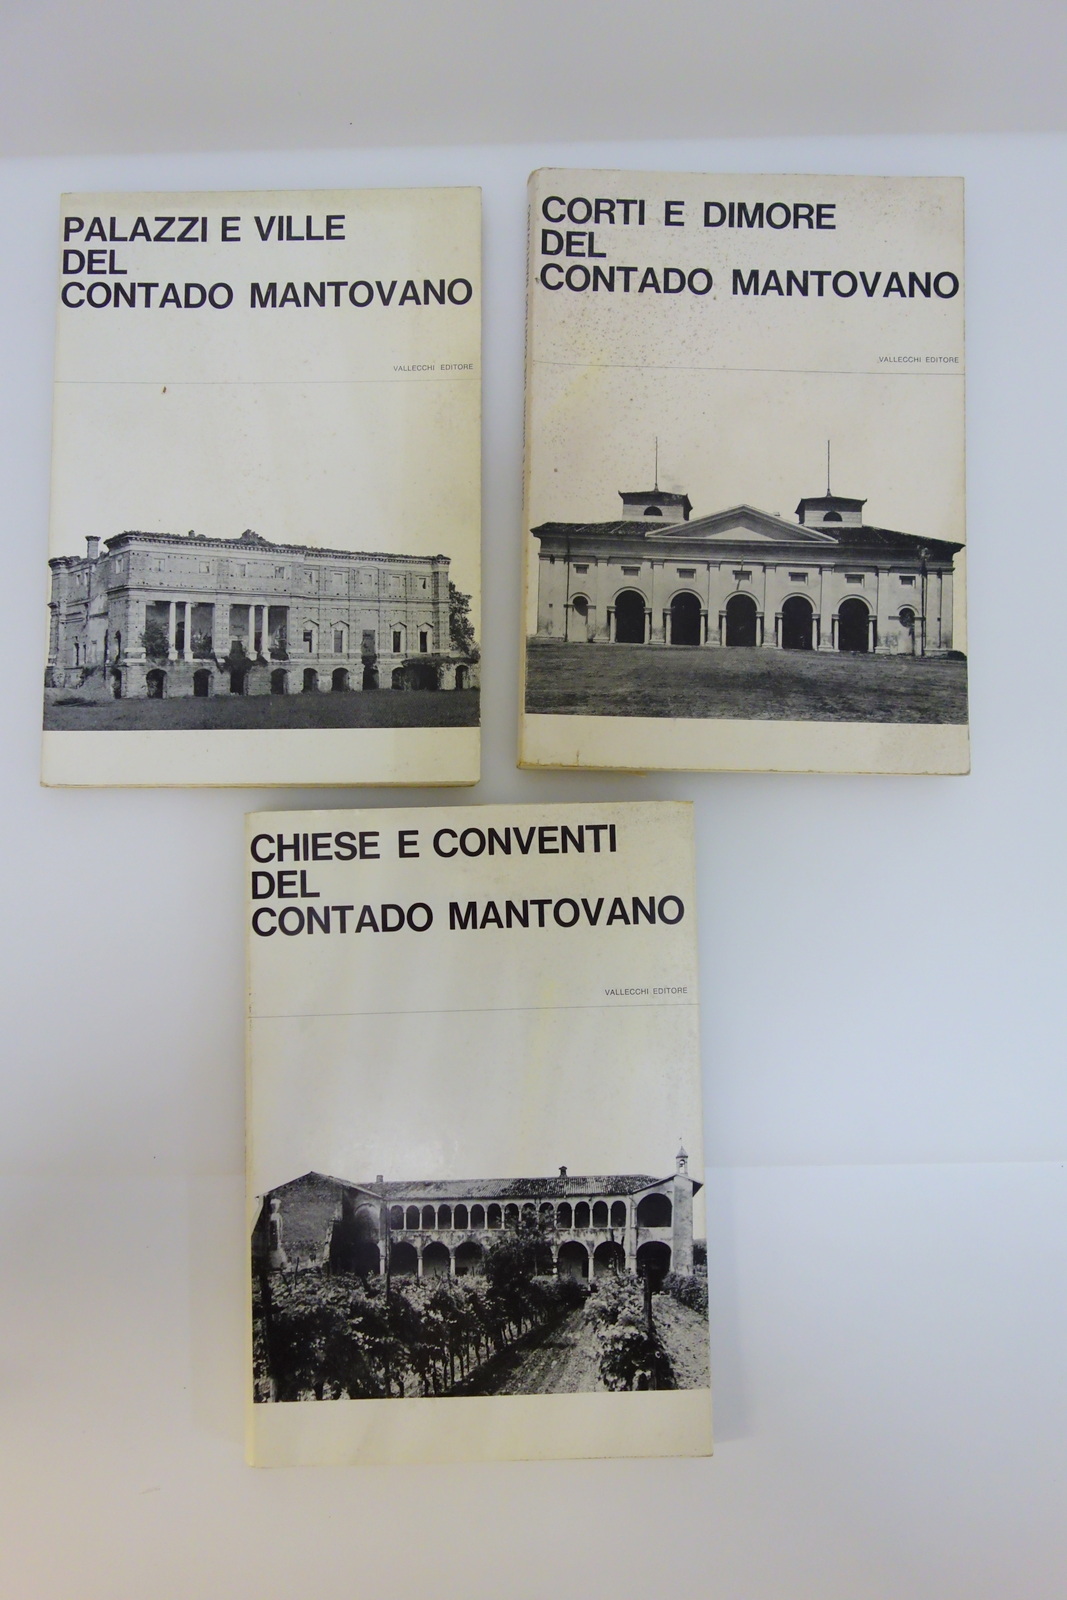 PALAZZI E VILLE
DEL
CONTADO MANTOVANO
VALLECCHI EDITORE
CORTI E DIMORE
DEL
CONTADO MANTOVANO
VALLECCHI EDITORE
CHIESE E CONVENTI
DEL
CONTADO MANTOVANO
VALLECCHI EDITORE